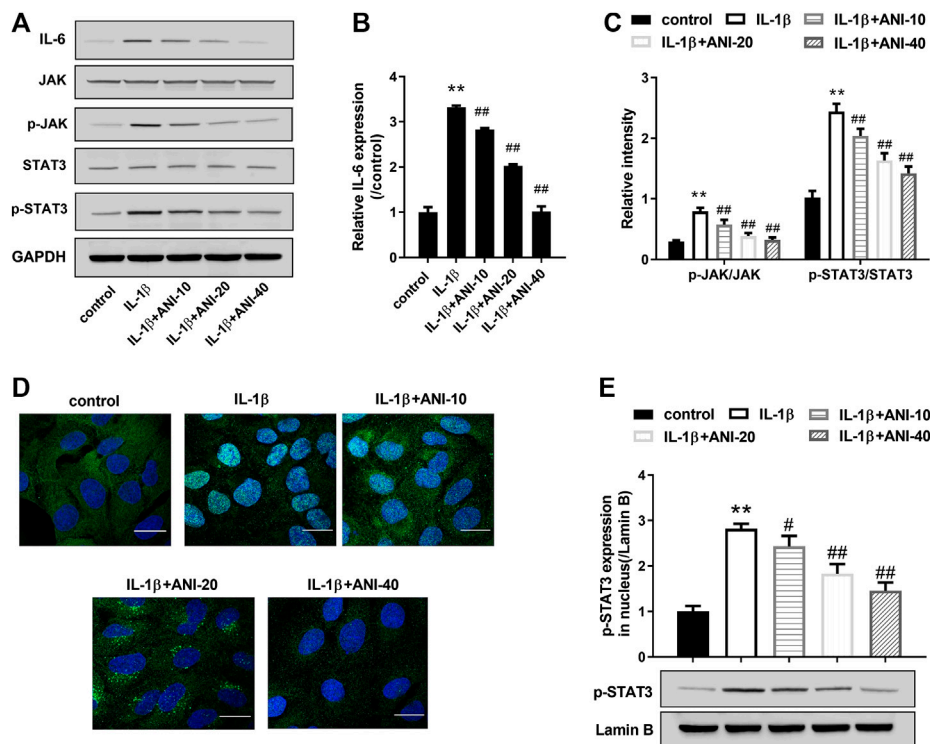 A
IL-6
JAK
p-JAK
STAT3
p-STAT3
GAPDH
control
IL-1β
IL-1β+ANI-10
IL-1β+ANI-20
IL-1β+ANI-40
B
Relative IL-6 expression
(/control)
4
3
2
1
0
**
##
##
##
control
IL-1β
IL-1β+ANI-10
IL-1β+ANI-20
IL-1β+ANI-40
C
control IL-1β IL-1β+ANI-10
IL-1β+ANI-20 IL-1β+ANI-40
Relative intensity
3
2
1
0
** ## ## ##
** ## ## ##
p-JAK/JAK p-STAT3/STAT3
D
control IL-1β IL-1β+ANI-10
IL-1β+ANI-20 IL-1β+ANI-40
E
control IL-1β IL-1β+ANI-10
IL-1β+ANI-20 IL-1β+ANI-40
p-STAT3 expression
in nucleus(/Lamin B)
4
3
2
1
0
** # ## ##
p-STAT3
Lamin B